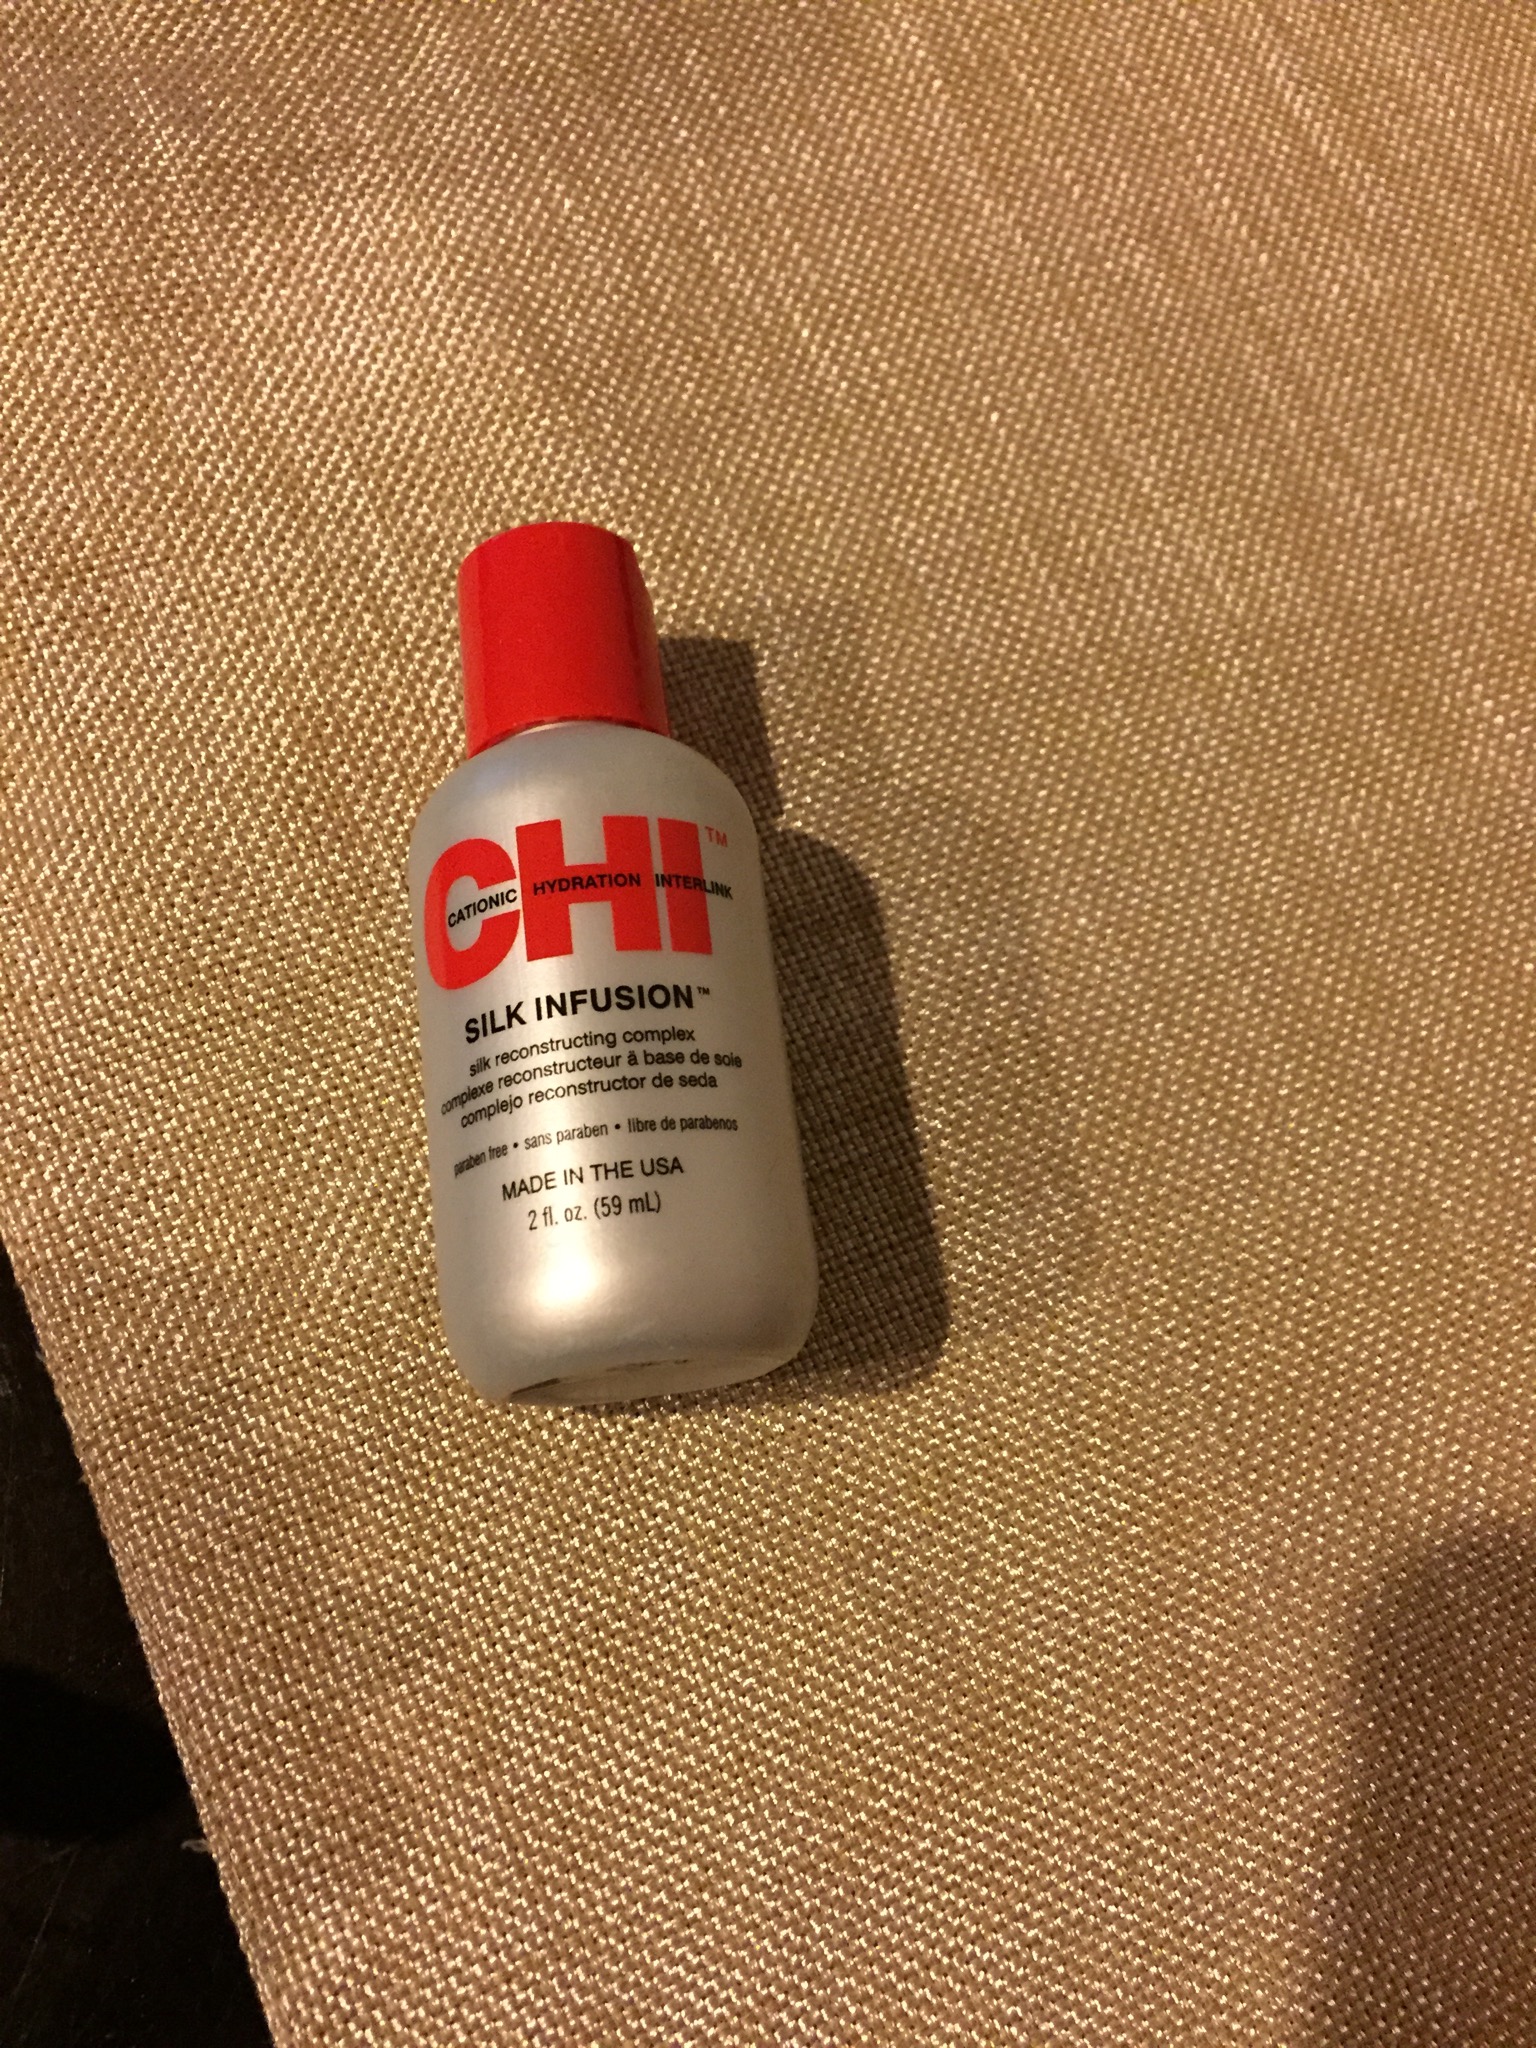 CHI™
CATIONIC HYDRATION INTERLINK
SILK INFUSION™
silk reconstructing complex
complexe reconstructeur à base de soie
complejo reconstructor de seda
paraben free • sans paraben • libre de parabenos
MADE IN THE USA
2 fl. oz. (59 mL)